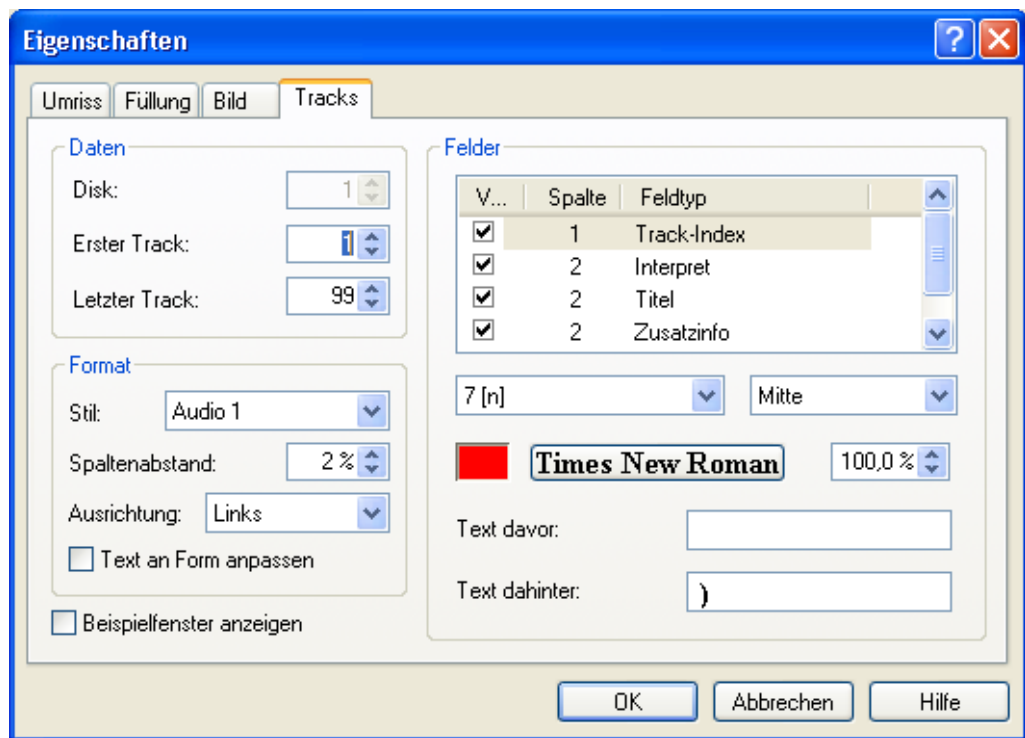 Eigenschaften
Umriss Füllung Bild Tracks
Daten
Disk: 1
Erster Track: 1
Letzter Track: 99
Format
Stil: Audio 1
Spaltenabstand: 2 %
Ausrichtung: Links
Text an Form anpassen
Beispielfenster anzeigen
Felder
V... Spalte Feldtyp
1 Track-Index
2 Interpret
2 Titel
2 Zusatzinfo
7 [n] Mitte
Times New Roman 100,0 %
Text davor:
Text dahinter: )
OK Abbrechen Hilfe